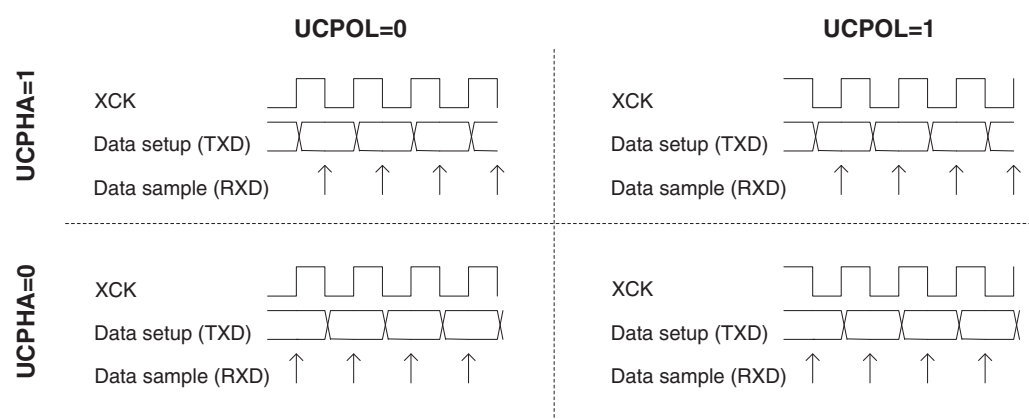 UCPOL=0
UCPOL=1
UCPHA=1
XCK
Data setup (TXD)
Data sample (RXD)
XCK
Data setup (TXD)
Data sample (RXD)
UCPHA=0
XCK
Data setup (TXD)
Data sample (RXD)
XCK
Data setup (TXD)
Data sample (RXD)